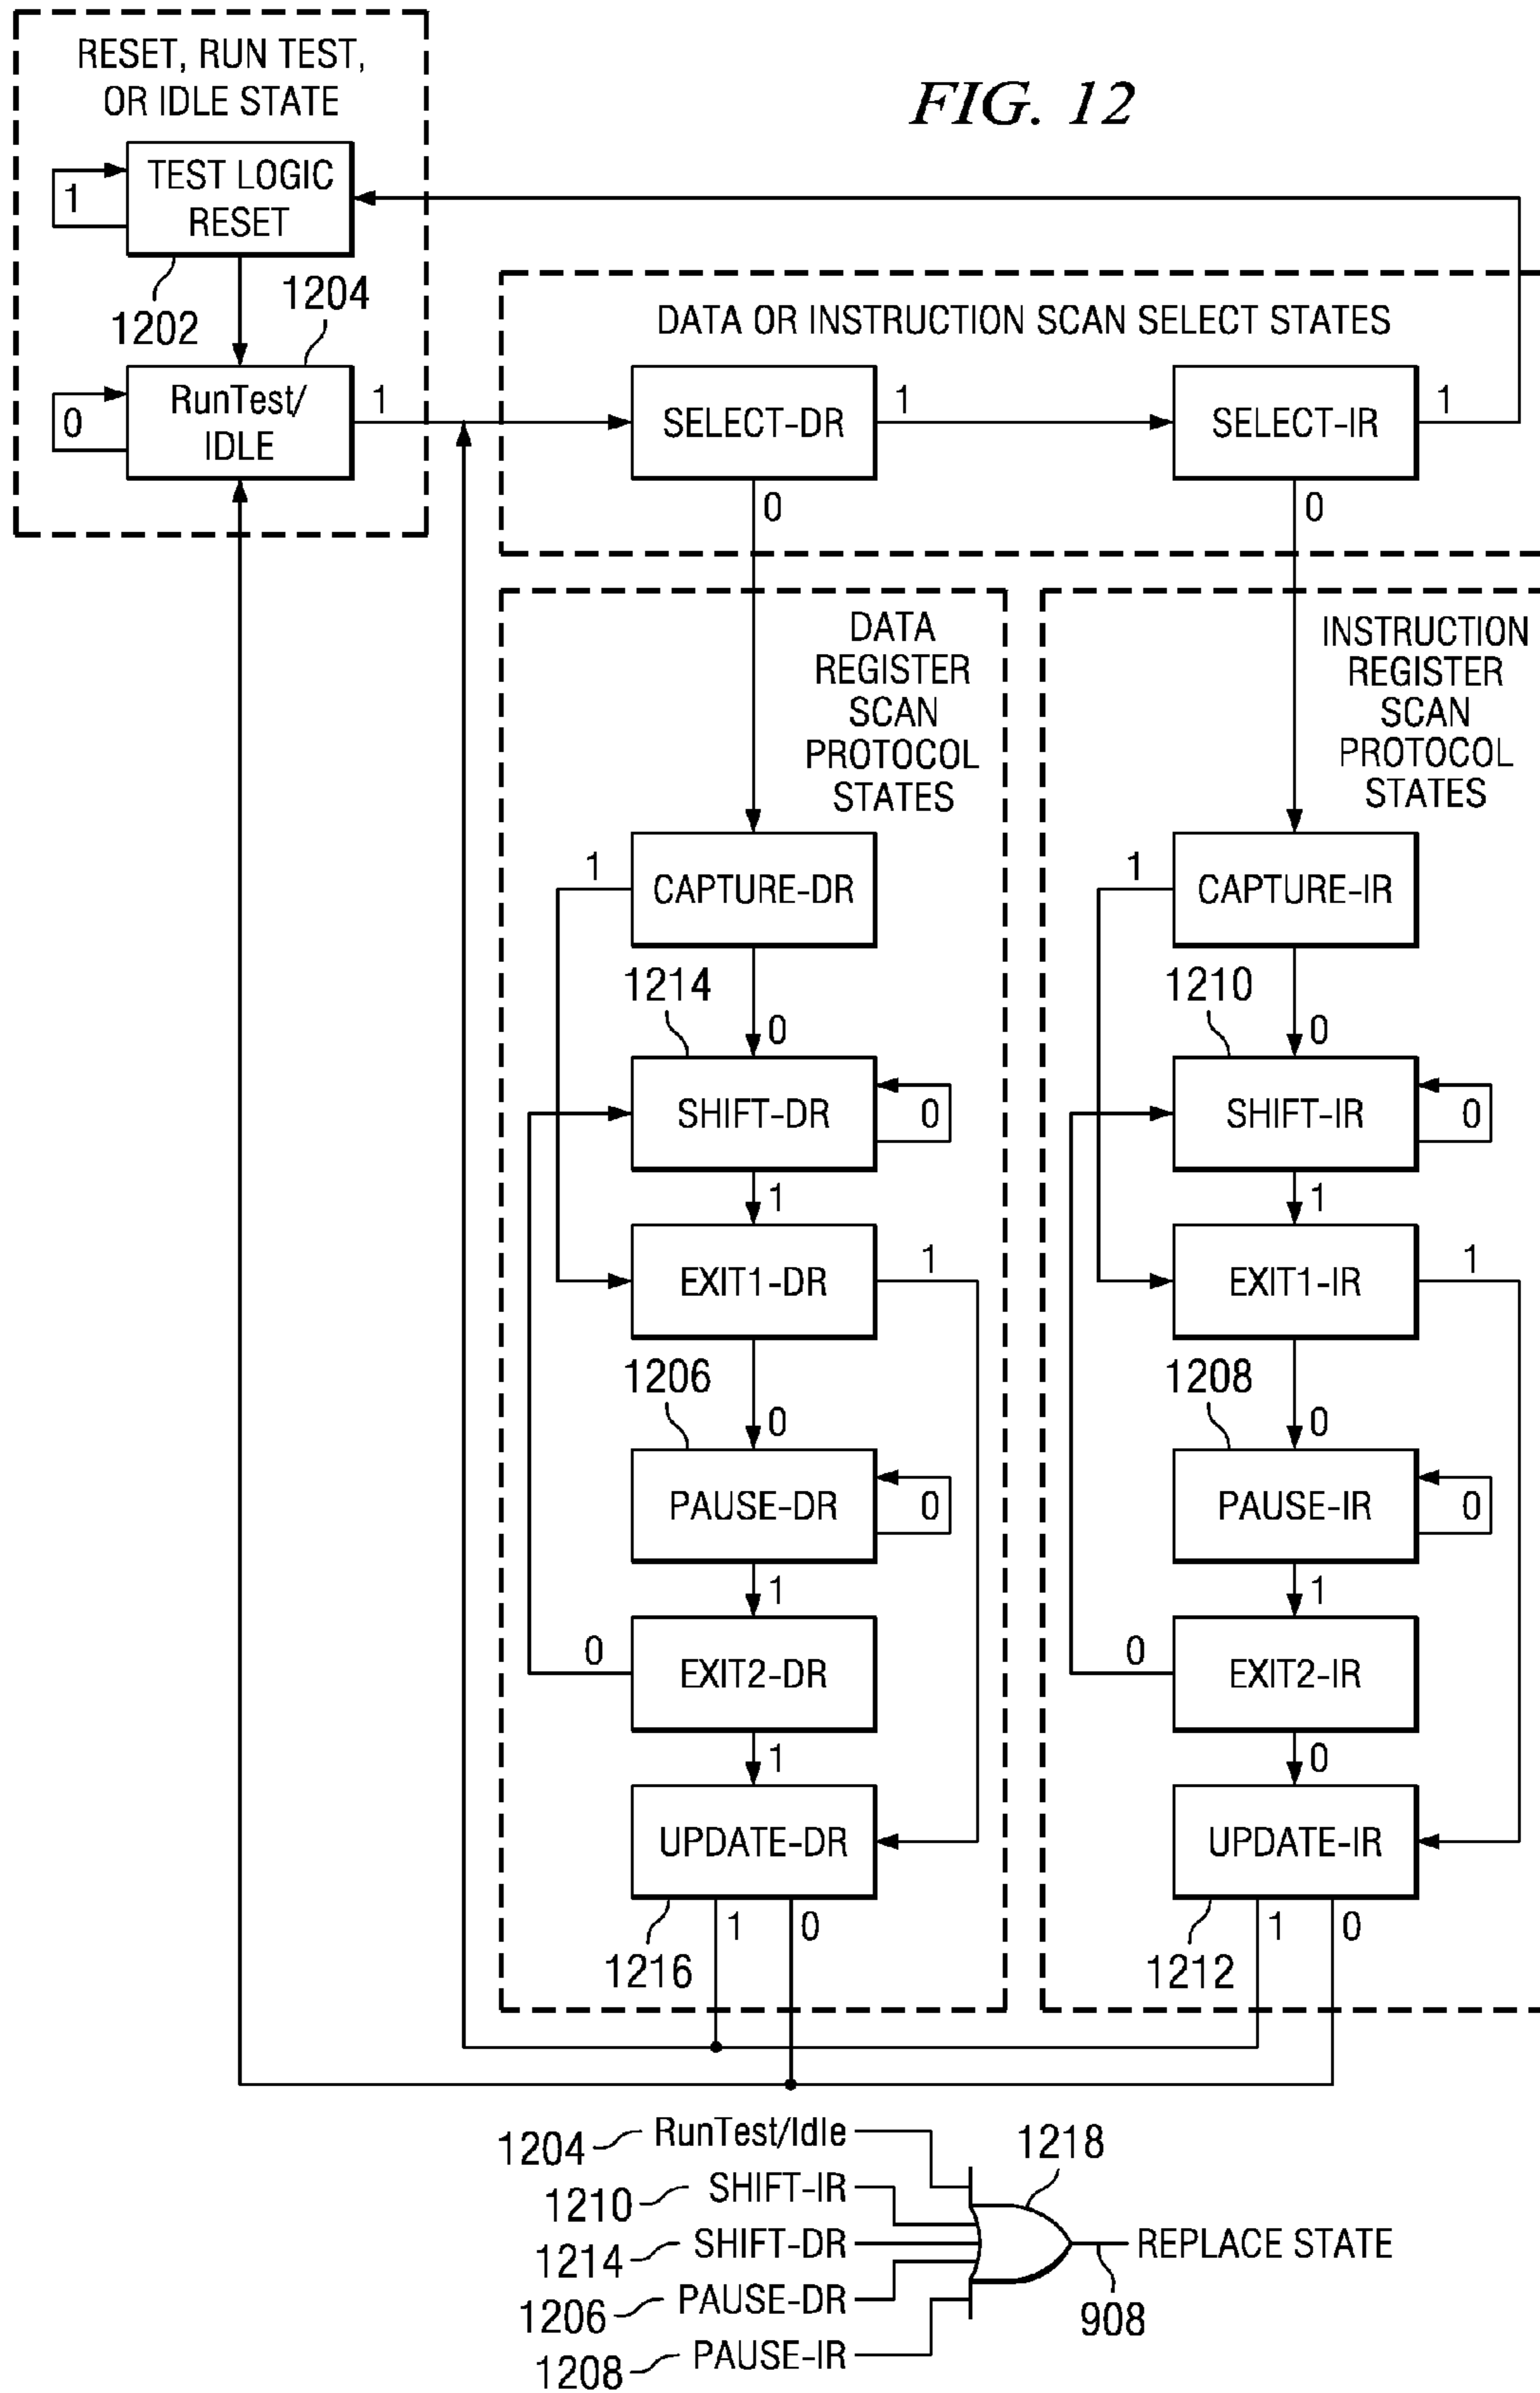 RESET, RUN TEST,
OR IDLE STATE
FIG. 12
TEST LOGIC
RESET
1
1202
1204
RunTest/
IDLE
0
1
DATA OR INSTRUCTION SCAN SELECT STATES
SELECT-DR
1
SELECT-IR
1
0
0
DATA
REGISTER
SCAN
PROTOCOL
STATES
INSTRUCTION
REGISTER
SCAN
PROTOCOL
STATES
1
CAPTURE-DR
1
CAPTURE-IR
1214
0
1210
0
SHIFT-DR
0
SHIFT-IR
0
1
1
EXIT1-DR
1
EXIT1-IR
1
1206
0
1208
0
PAUSE-DR
0
PAUSE-IR
0
1
1
0
EXIT2-DR
0
EXIT2-IR
1
0
UPDATE-DR
UPDATE-IR
1216
1
0
1212
1
0
1204
RunTest/Idle
1218
1210
SHIFT-IR
1214
SHIFT-DR
REPLACE STATE
1206
PAUSE-DR
908
1208
PAUSE-IR